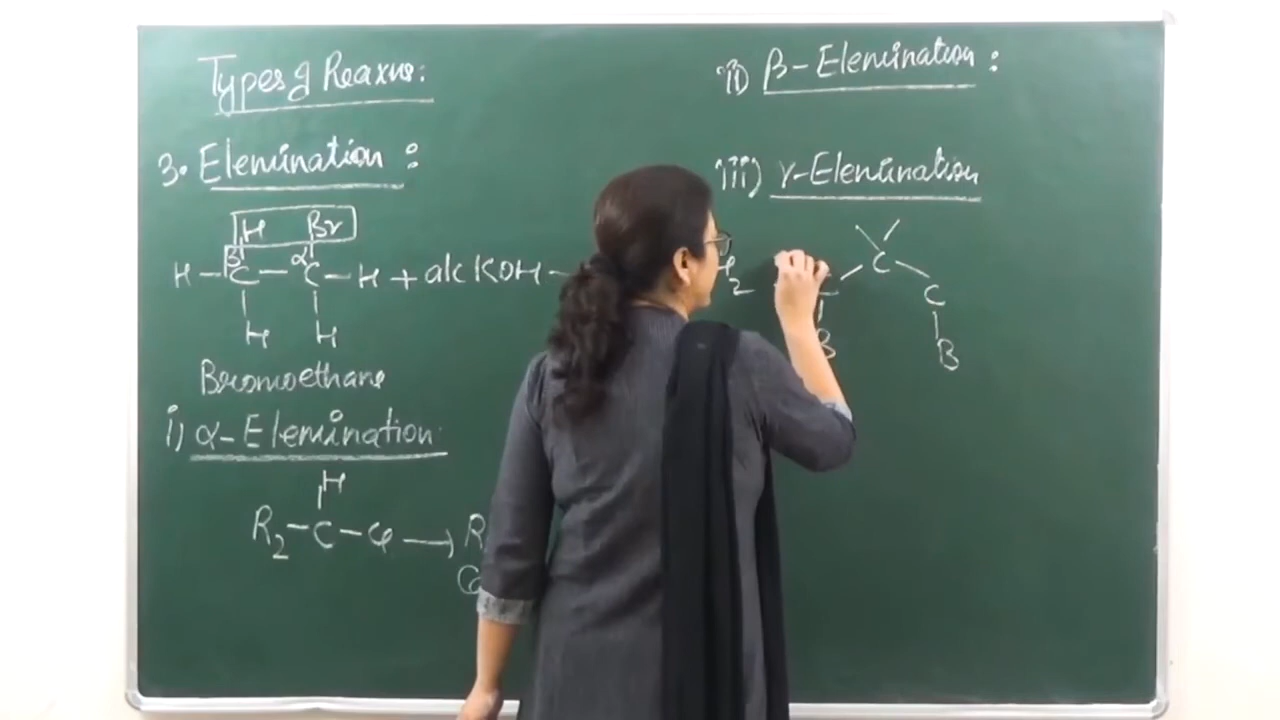 Types of Reaxns:
3. Elemination :
H Br
β α
H – C – C – H + alc KOH –
H H
Bromoethane
i) α - Elemination
H
R2 – C – Cl → R
ii) β - Elemination :
iii) γ - Elemination
C
C
B B